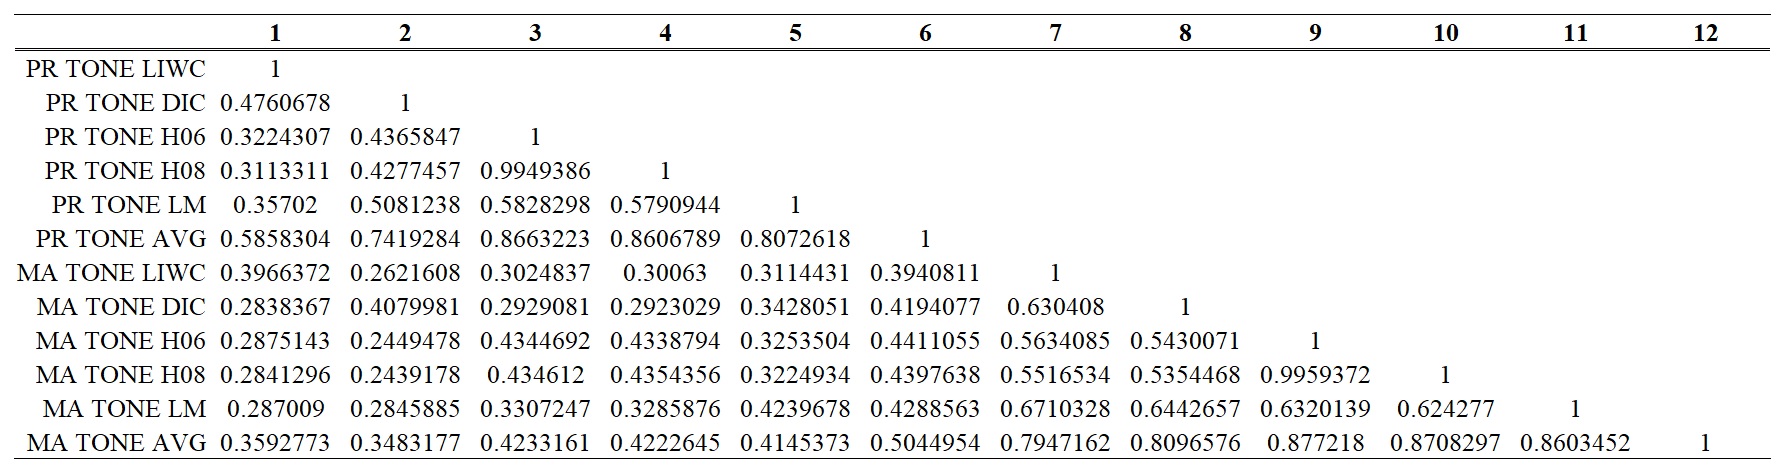 1 2 3 4 5 6 7 8 9 10 11 12
PR TONE LIWC 1
PR TONE DIC 0.4760678 1
PR TONE H06 0.3224307 0.4365847 1
PR TONE H08 0.3113311 0.4277457 0.9949386 1
PR TONE LM 0.35702 0.5081238 0.5828298 0.5790944 1
PR TONE AVG 0.5858304 0.7419284 0.8663223 0.8606789 0.8072618 1
MA TONE LIWC 0.3966372 0.2621608 0.3024837 0.30063 0.3114431 0.3940811 1
MA TONE DIC 0.2838367 0.4079981 0.2929081 0.2923029 0.3428051 0.4194077 0.630408 1
MA TONE H06 0.2875143 0.2449478 0.4344692 0.4338794 0.3253504 0.4411055 0.5634085 0.5430071 1
MA TONE H08 0.2841296 0.2439178 0.434612 0.4354356 0.3224934 0.4397638 0.5516534 0.5354468 0.9959372 1
MA TONE LM 0.287009 0.2845885 0.3307247 0.3285876 0.4239678 0.4288563 0.6710328 0.6442657 0.6320139 0.624277 1
MA TONE AVG 0.3592773 0.3483177 0.4233161 0.4222645 0.4145373 0.5044954 0.7947162 0.8096576 0.877218 0.8708297 0.8603452 1